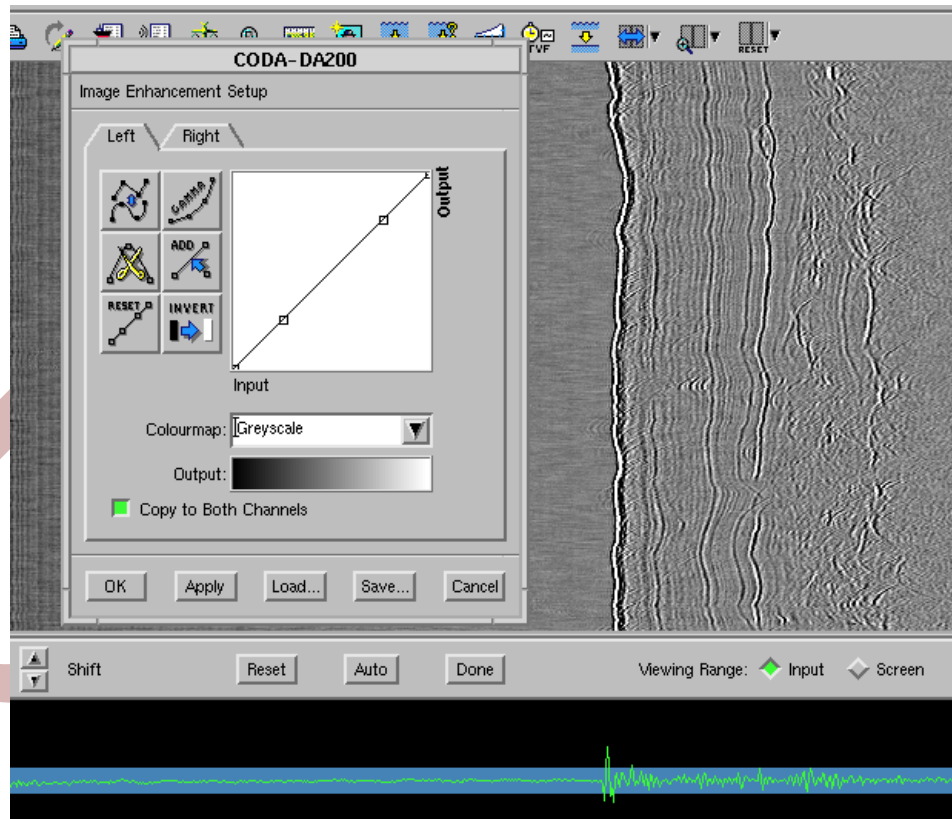 TVF
RESET
CODA-DA200
Image Enhancement Setup
Left
Right
GAMMA
ADD
RESET
INVERT
Output
Input
Colourmap: Greyscale
Output:
Copy to Both Channels
OK Apply Load... Save... Cancel
Shift Reset Auto Done Viewing Range: Input Screen